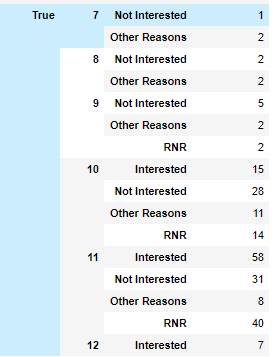 True 7 Not Interested 1
Other Reasons 2
8 Not Interested 2
Other Reasons 2
9 Not Interested 5
Other Reasons 2
RNR 2
10 Interested 15
Not Interested 28
Other Reasons 11
RNR 14
11 Interested 58
Not Interested 31
Other Reasons 8
RNR 40
12 Interested 7